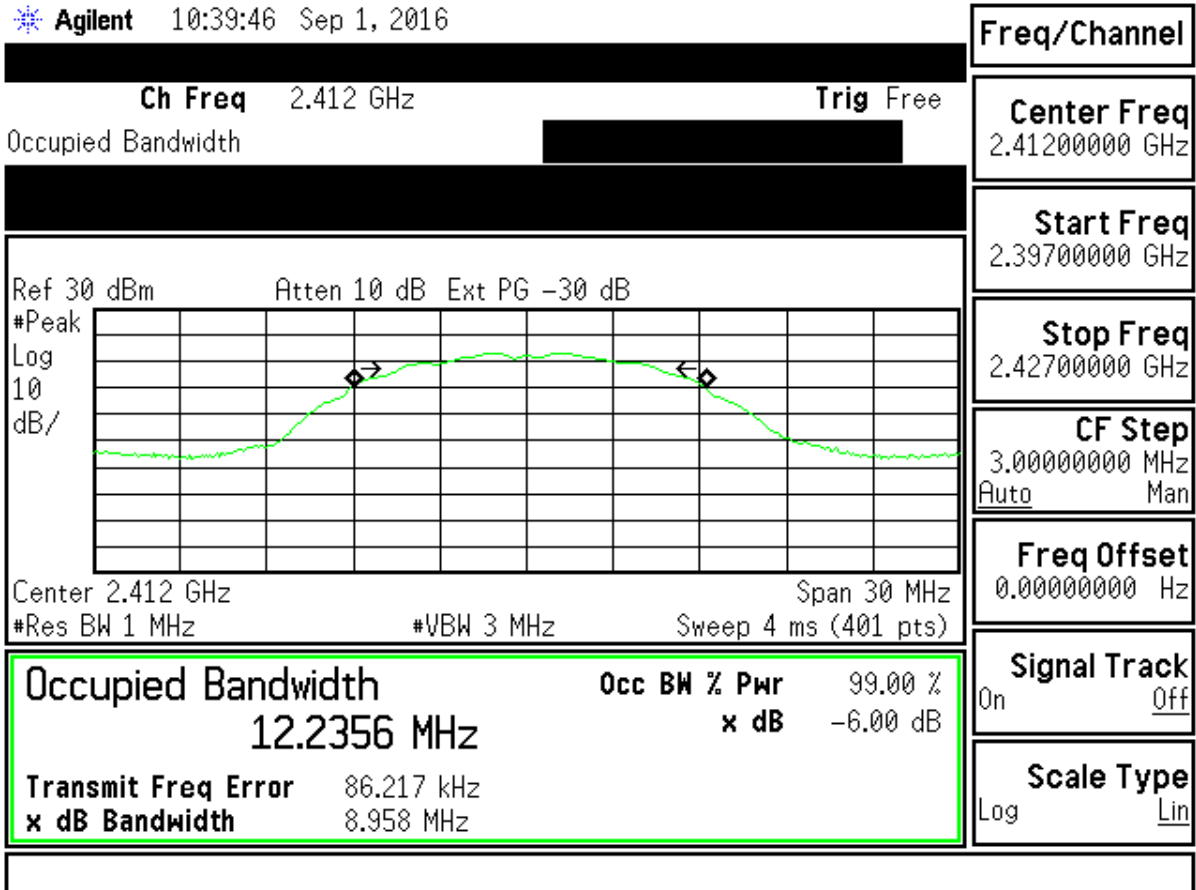 Agilent 10:39:46 Sep 1, 2016
Freq/Channel
Ch Freq 2.412 GHz Trig Free
Occupied Bandwidth
Center Freq
2.41200000 GHz
Start Freq
2.39700000 GHz
Stop Freq
2.42700000 GHz
CF Step
3.00000000 MHz
Auto Man
Freq Offset
0.00000000 Hz
Signal Track
On Off
Scale Type
Log Lin
Ref 30 dBm Atten 10 dB Ext PG -30 dB
#Peak
Log
10
dB/
Center 2.412 GHz Span 30 MHz
#Res BW 1 MHz #VBW 3 MHz Sweep 4 ms (401 pts)
Occupied Bandwidth Occ BW % Pwr 99.00 %
12.2356 MHz x dB -6.00 dB
Transmit Freq Error 86.217 kHz
x dB Bandwidth 8.958 MHz